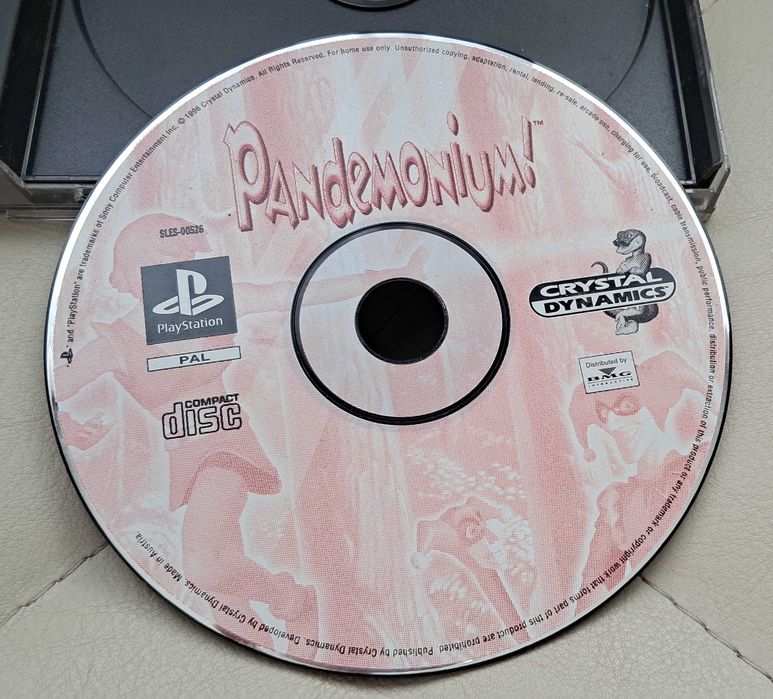 and "PlayStation" are trademarks of Sony Computer Entertainment Inc. © 1996 Crystal Dynamics. All Rights Reserved. For home use only. Unauthorized copying, adaptation, rental, lending, re-sale, arcade use, charging for use, broadcast, cable transmission, public performance, distribution or extraction of this product or any trademark or copyright work that forms part of this product are prohibited. Published by Crystal Dynamics. Developed by Crystal Dynamics. Made in Austria.
PANDEMONIUM!™
SLES-00526
PlayStation
PAL
COMPACT
disc
CRYSTAL
DYNAMICS®
Distributed by
BMG
INTERACTIVE